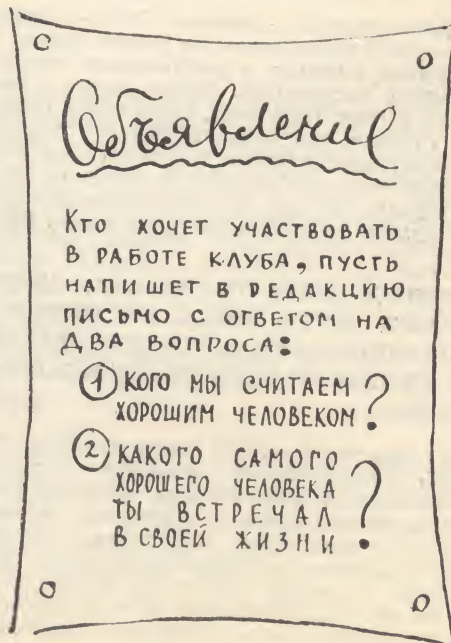 Объявление
Кто хочет участвовать
в работе клуба, пусть
напишет в редакцию
письмо с ответом на
два вопроса:
1 Кого мы считаем
хорошим человеком?
2 Какого самого
хорошего человека
ты встречал
в своей жизни?